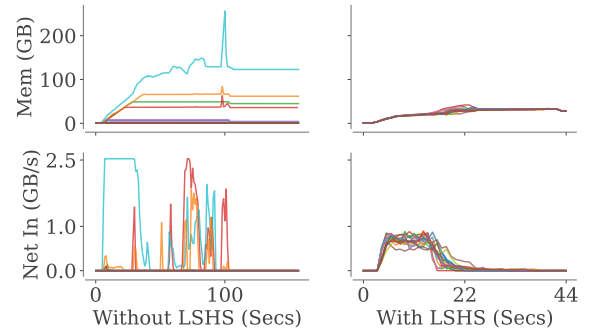 Mem (GB)
200
100
0
Net In (GB/s)
2.5
1.0
0.0
0
100
0
22
44
Without LSHS (Secs)
With LSHS (Secs)